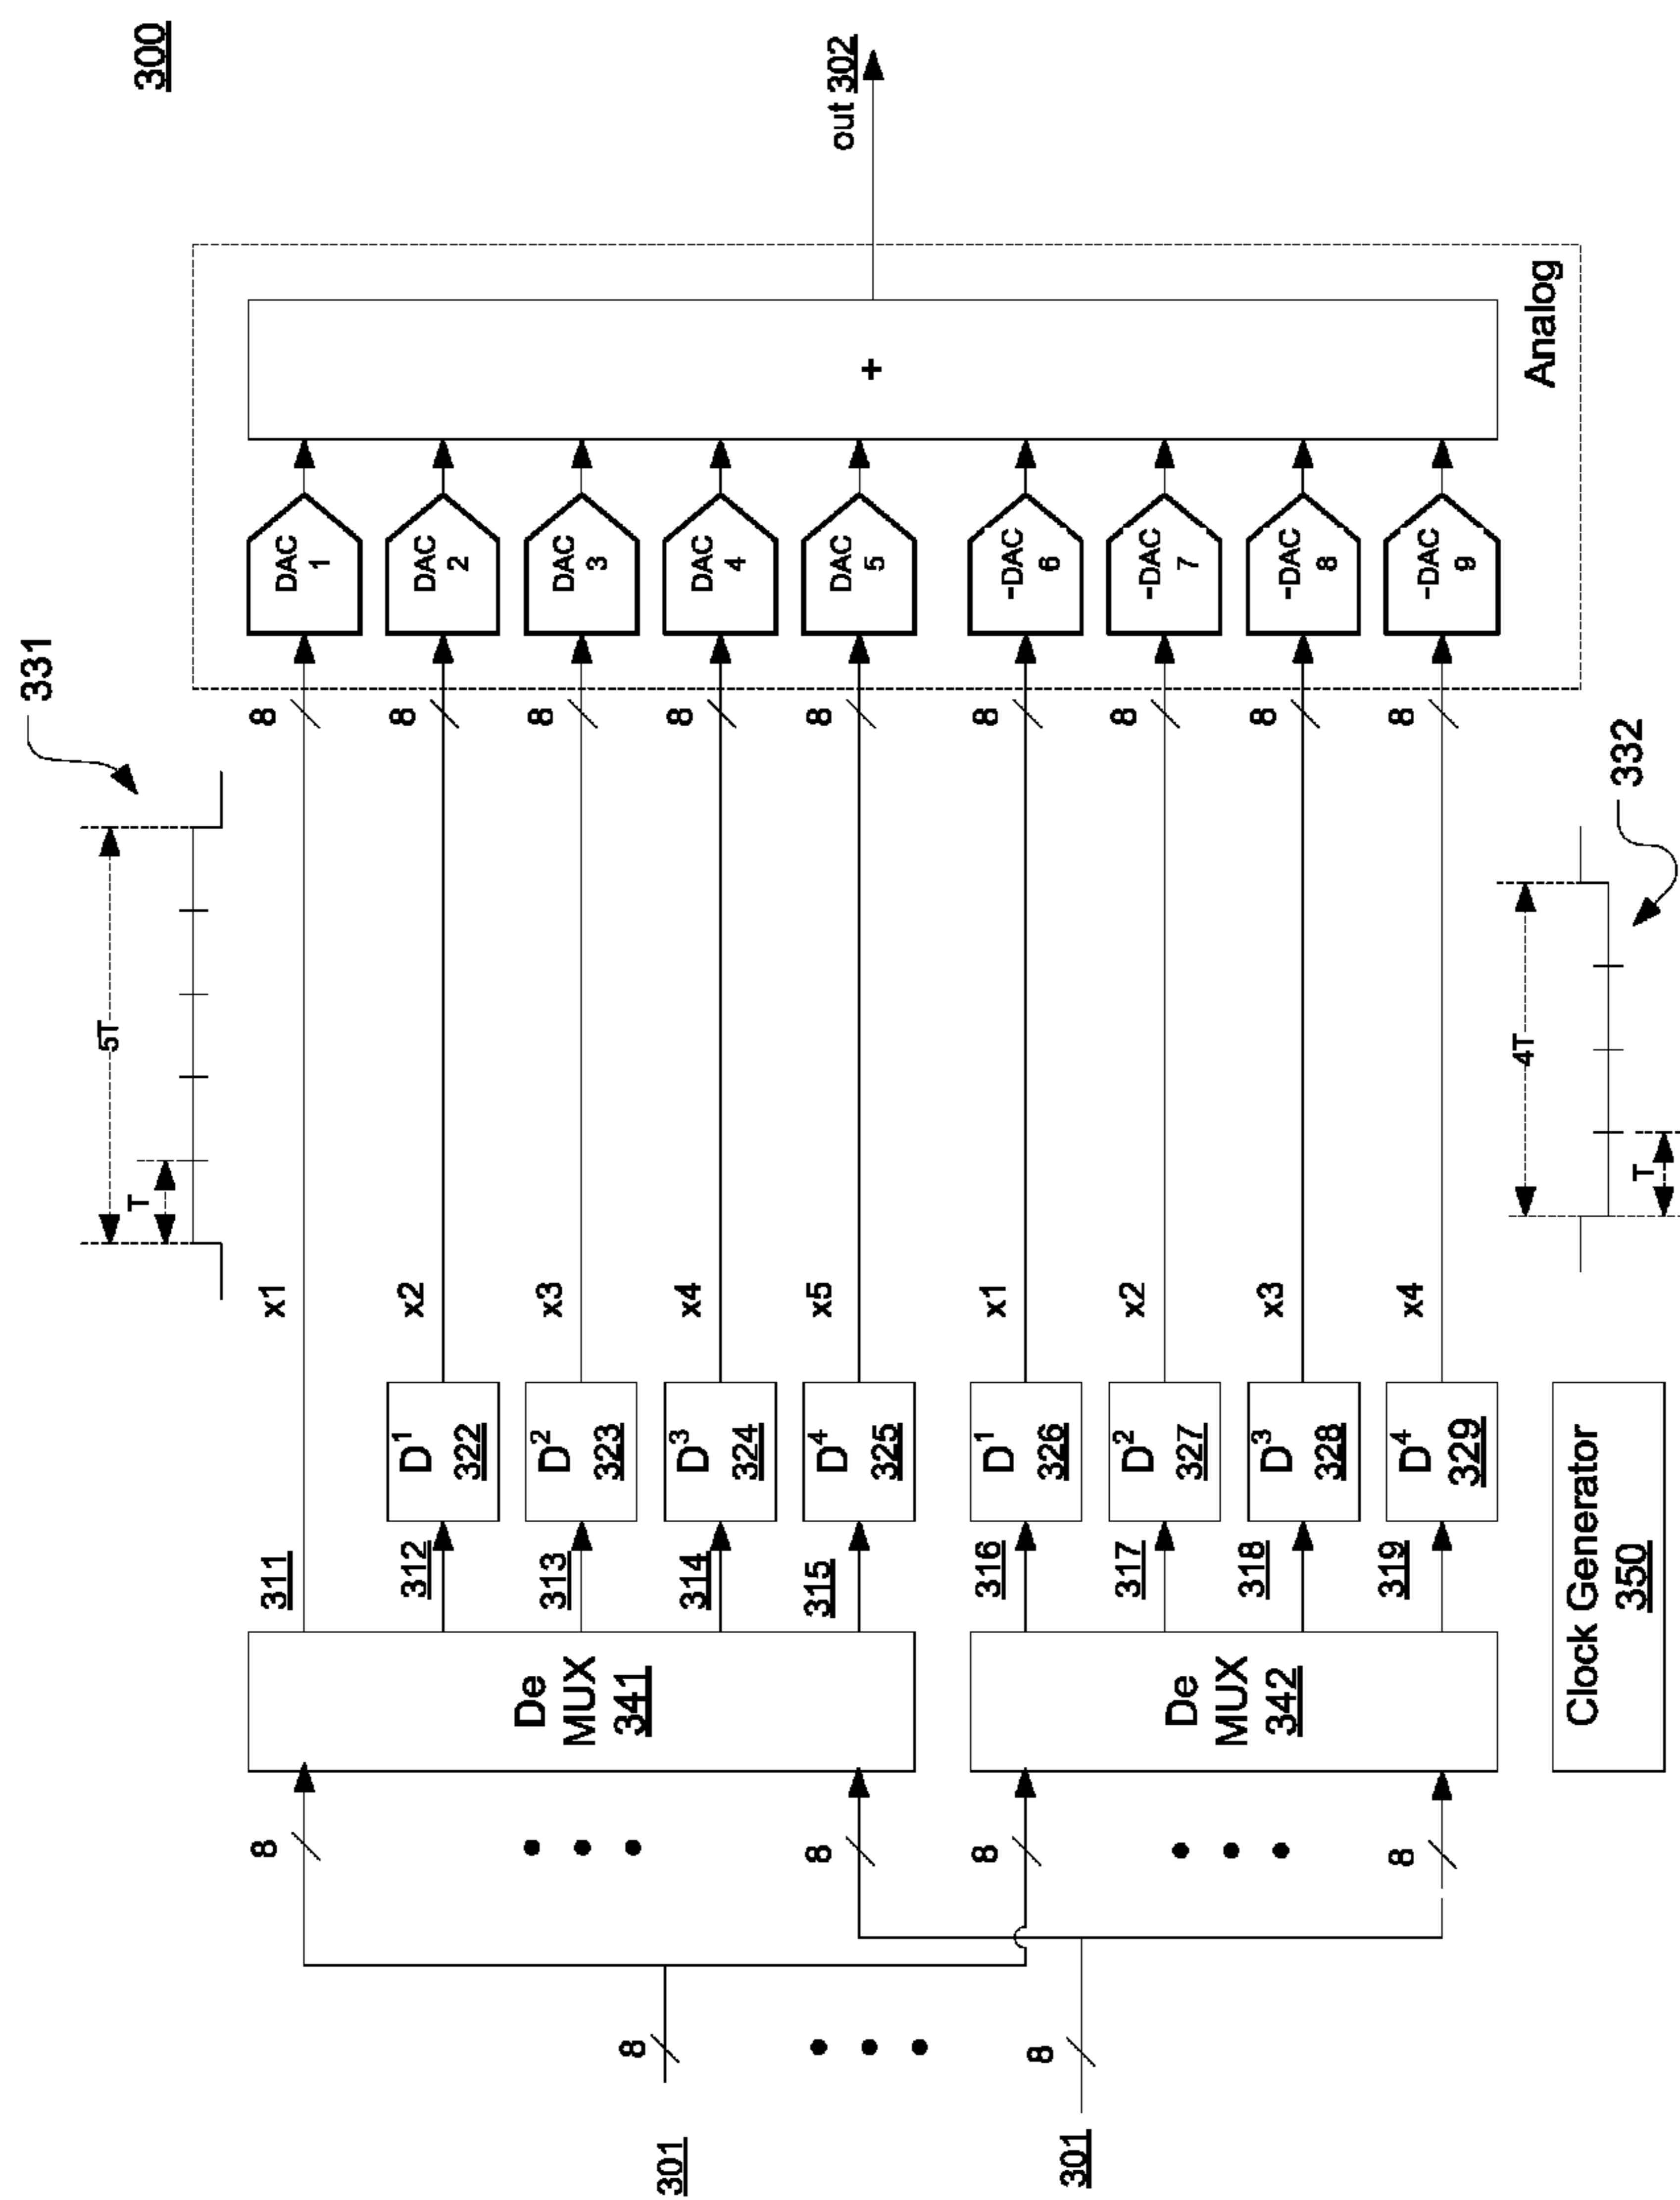 300
301
301
8
8
8
8
8
8
De
MUX
341
De
MUX
342
Clock Generator
350
311
312
313
314
315
316
317
318
319
D1
322
D2
323
D3
324
D4
325
D1
326
D2
327
D3
328
D4
329
x1
x2
x3
x4
x5
x1
x2
x3
x4
T
5T
331
T
4T
332
8
8
8
8
8
8
8
8
8
DAC
1
DAC
2
DAC
3
DAC
4
DAC
5
-DAC
6
-DAC
7
-DAC
8
-DAC
9
+
Analog
out 302